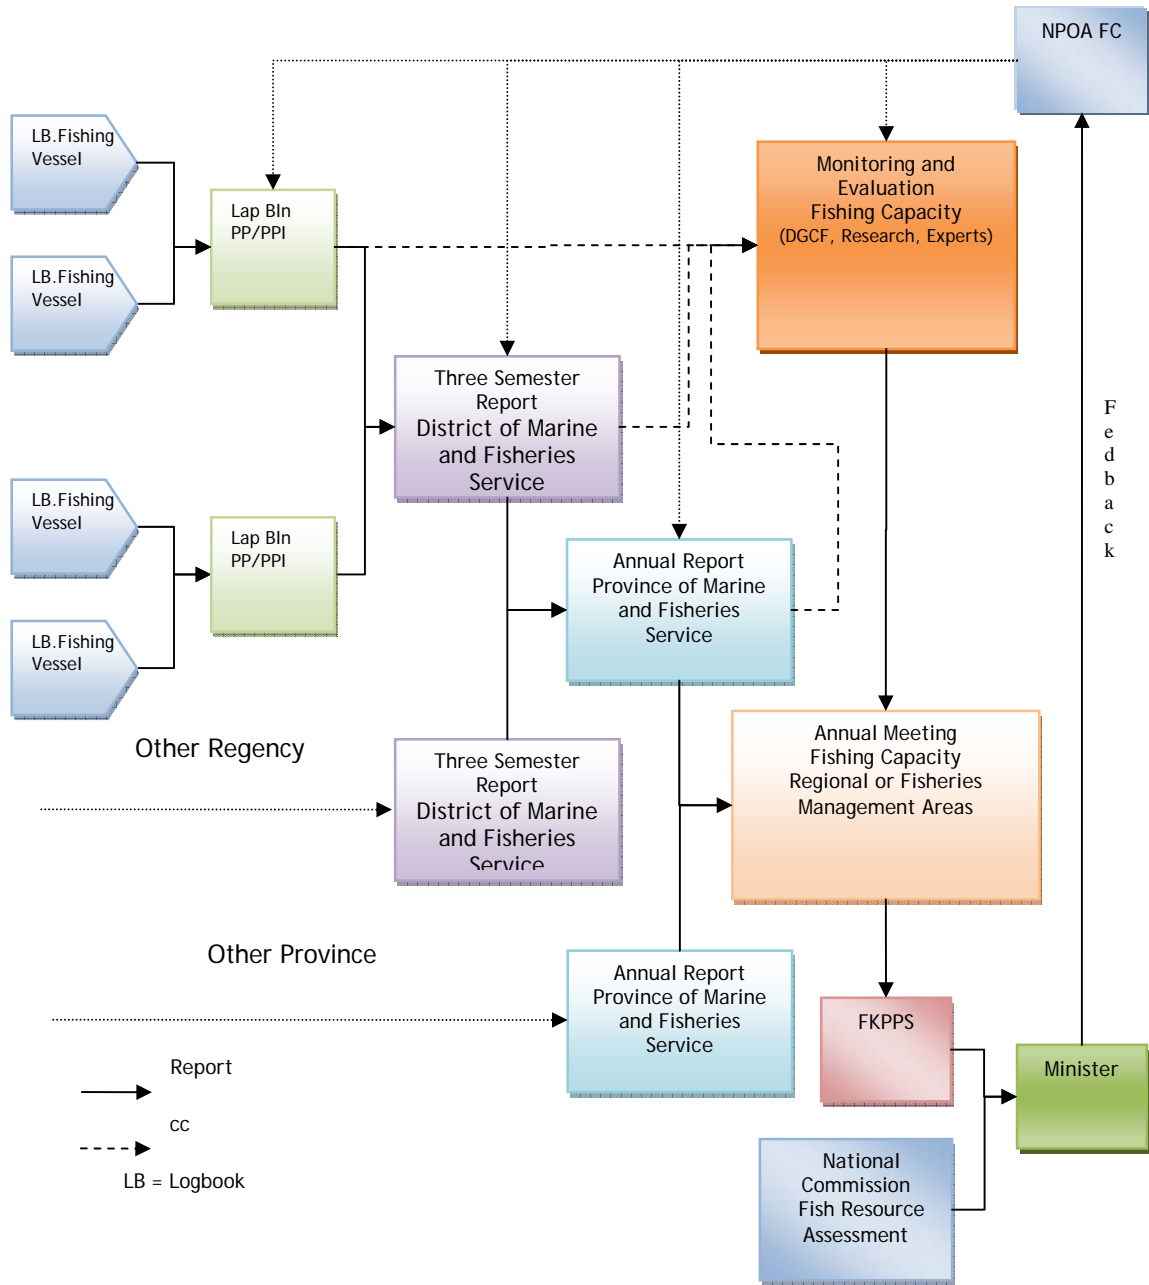 NPOA FC
LB.Fishing
Vessel
LB.Fishing
Vessel
Lap Bln
PP/PPI
Monitoring and
Evaluation
Fishing Capacity
(DGCF, Research, Experts)
Three Semester
Report
District of Marine
and Fisheries
Service
F
e
d
b
a
c
k
LB.Fishing
Vessel
LB.Fishing
Vessel
Lap Bln
PP/PPI
Annual Report
Province of Marine
and Fisheries
Service
Other Regency
Three Semester
Report
District of Marine
and Fisheries
Service
Annual Meeting
Fishing Capacity
Regional or Fisheries
Management Areas
Other Province
Annual Report
Province of Marine
and Fisheries
Service
FKPPS
Minister
National
Commission
Fish Resource
Assessment
Report
cc
LB = Logbook